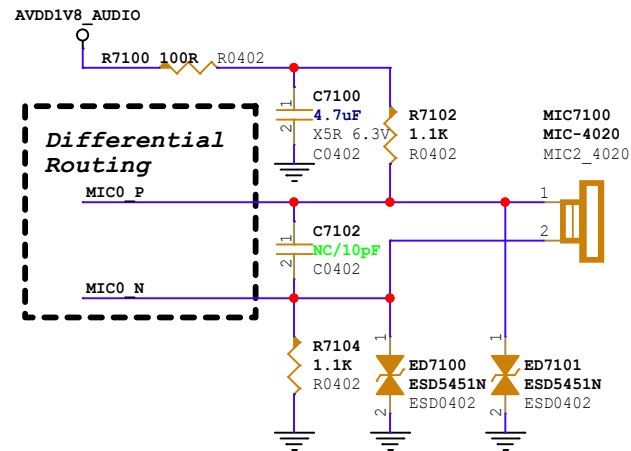 AVDD1V8_AUDIO
R7100 100R R0402
1
2
C7100
4.7uF
X5R 6.3V
C0402
R7102
1.1K
R0402
MIC7100
MIC-4020
MIC2_4020
Differential
Routing
MIC0_P
1
2
1
2
C7102
NC/10pF
C0402
MIC0_N
R7104
1.1K
R0402
1
2
ED7100
ESD5451N
ESD0402
1
2
ED7101
ESD5451N
ESD0402